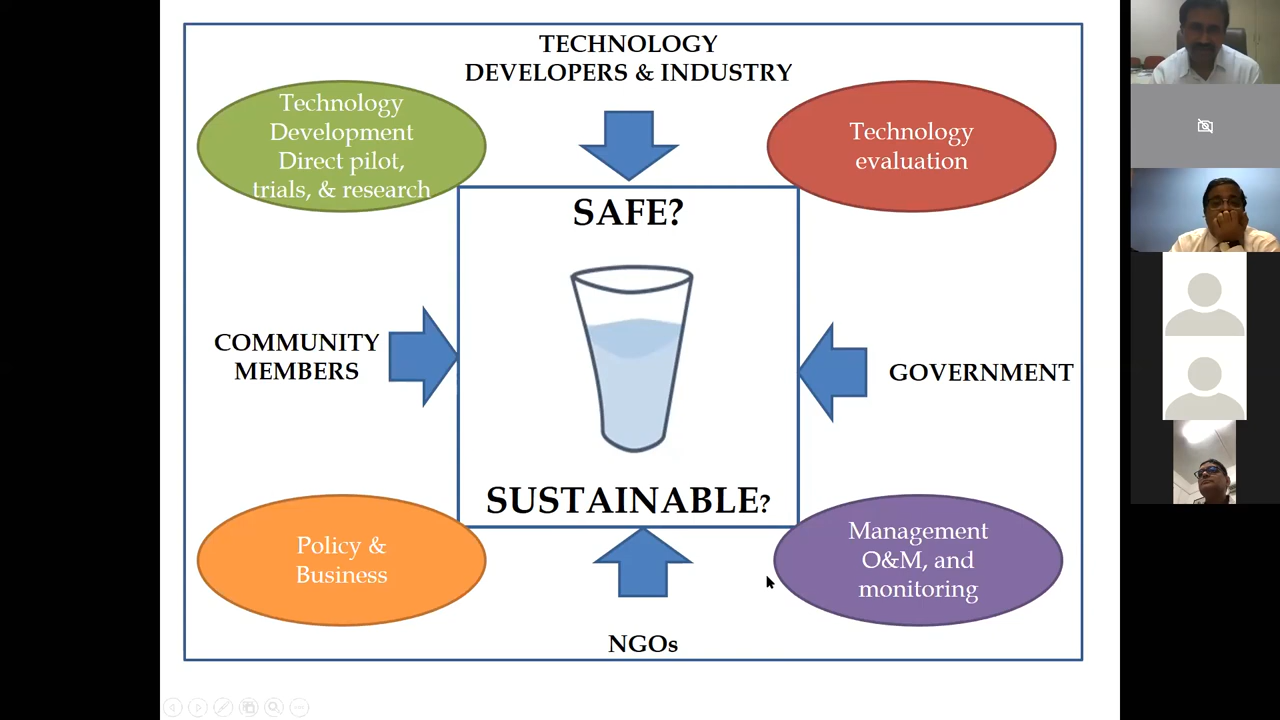 TECHNOLOGY
DEVELOPERS & INDUSTRY
Technology
Development
Direct pilot,
trials, & research
Technology
evaluation
SAFE?
COMMUNITY
MEMBERS
GOVERNMENT
SUSTAINABLE?
Policy &
Business
Management
O&M, and
monitoring
NGOs